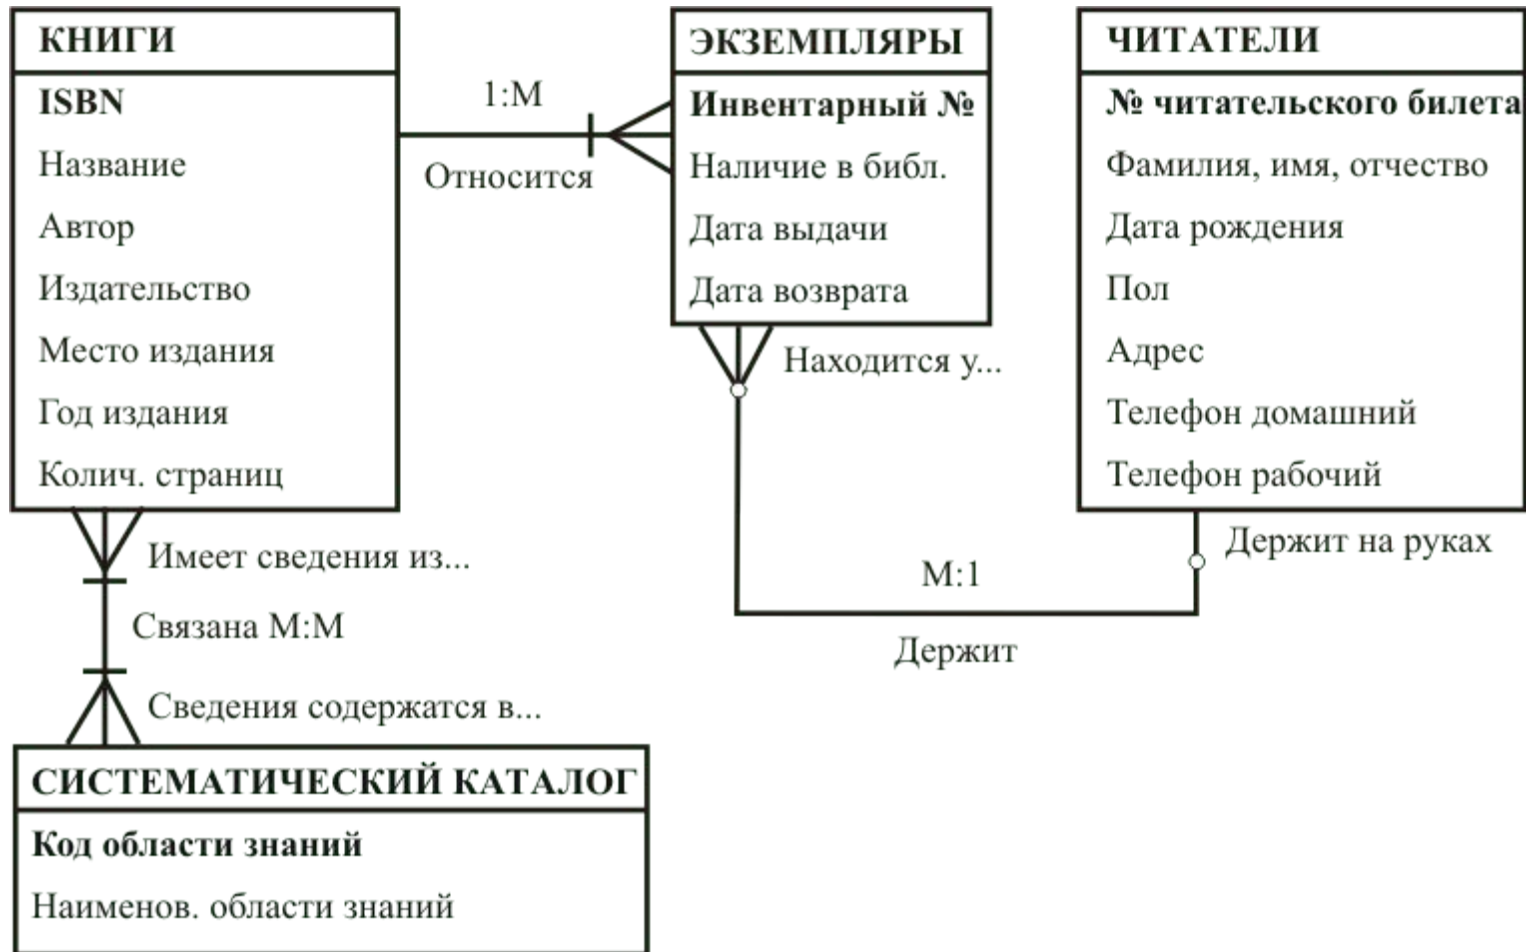 КНИГИ
ISBN
Название
Автор
Издательство
Место издания
Год издания
Колич. страниц
1:М
Относится
ЭКЗЕМПЛЯРЫ
Инвентарный №
Наличие в библ.
Дата выдачи
Дата возврата
ЧИТАТЕЛИ
№ читательского билета
Фамилия, имя, отчество
Дата рождения
Пол
Адрес
Телефон домашний
Телефон рабочий
Находится у...
Держит на руках
М:1
Держит
Имеет сведения из...
Связана М:М
Сведения содержатся в...
СИСТЕМАТИЧЕСКИЙ КАТАЛОГ
Код области знаний
Наименов. области знаний